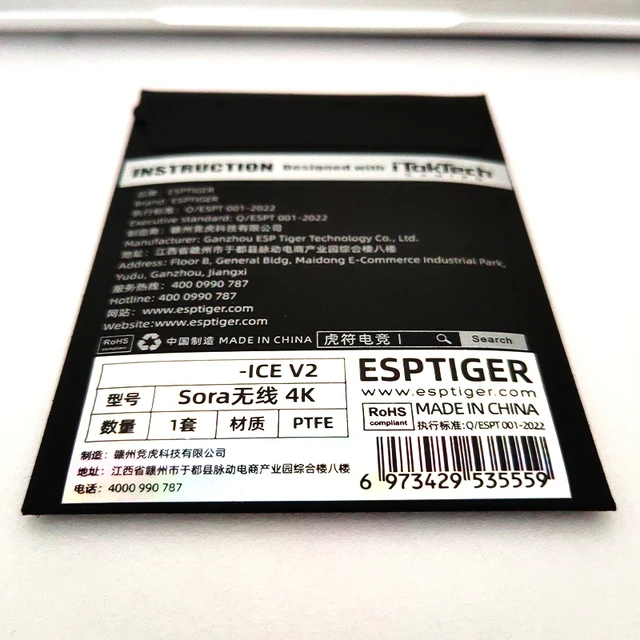 INSTRUCTION Designed with iTakTech
品牌：ESPTIGER
Brand: ESPTIGER
执行标准：Q/ESPT 001-2022
Executive standard: Q/ESPT 001-2022
制造商：赣州竞虎科技有限公司
Manufacturer: Ganzhou ESP Tiger Technology Co., Ltd.
地址：江西省赣州市于都县脉动电商产业园综合楼八楼
Address: Floor B, General Bldg, Maidong E-Commerce Industrial Park,
Yudu, Ganzhou, Jiangxi
服务热线：400 0990 787
Hotline: 400 0990 787
网站：www.esptiger.com
Website:www.esptiger.com
RoHS compliant 中国制造 MADE IN CHINA 虎符电竞 Search
-ICE V2
型号 Sora无线 4K
数量 1套 材质 PTFE
制造：赣州竞虎科技有限公司
地址：江西省赣州市于都县脉动电商产业园综合楼八楼
电话：4000 990 787
ESPTIGER
www.esptiger.com
RoHS compliant MADE IN CHINA
执行标准：Q/ESPT 001-2022
6 973429 535559